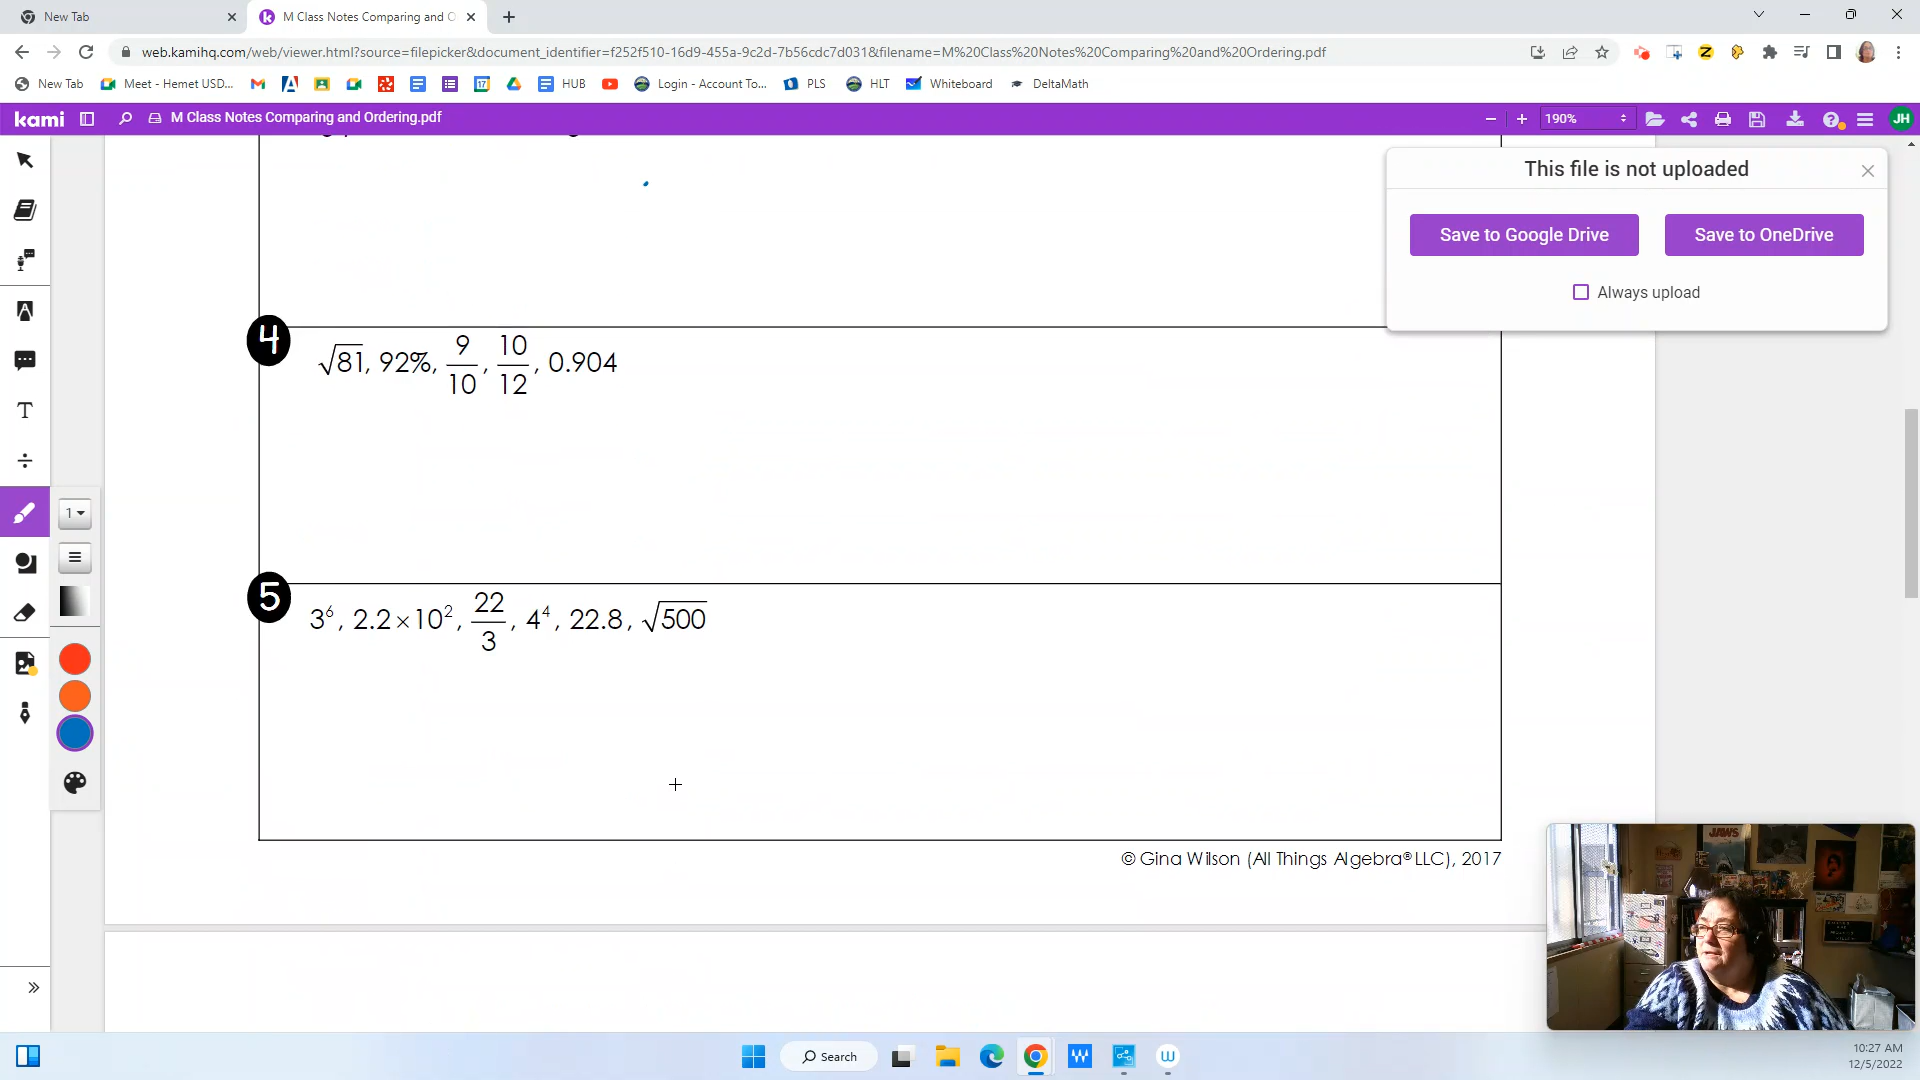 New Tab
M Class Notes Comparing and O
web.kamihq.com/web/viewer.html?source=filepicker&document_identifier=f252f510-16d9-455a-9c2d-7b56cdc7d031&filename=M%20Class%20Notes%20Comparing%20and%20Ordering.pdf
New Tab Meet - Hemet USD... HUB Login - Account To... PLS HLT Whiteboard DeltaMath
kami M Class Notes Comparing and Ordering.pdf 190% JH
This file is not uploaded
Save to Google Drive Save to OneDrive
Always upload
4 √81, 92%, 9/10, 10/12, 0.904
1
5 3⁶, 2.2×10², 22/3, 4⁴, 22.8, √500
© Gina Wilson (All Things Algebra® LLC), 2017
JAWS
Search
10:27 AM
12/5/2022